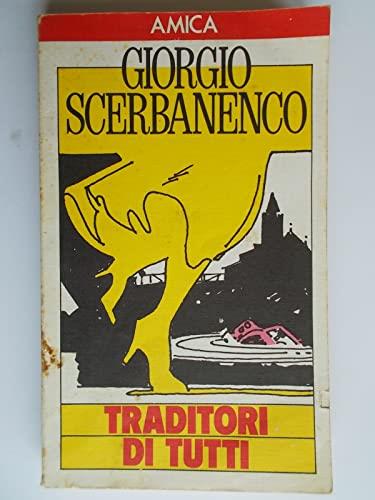 AMICA
GIORGIO
SCERBANENCO
TRADITORI
DI TUTTI